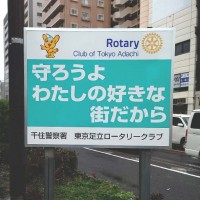 Rotary
Club of Tokyo Adachi
守ろうよ
わたしの好きな
街だから
千住警察署 東京足立ロータリークラブ